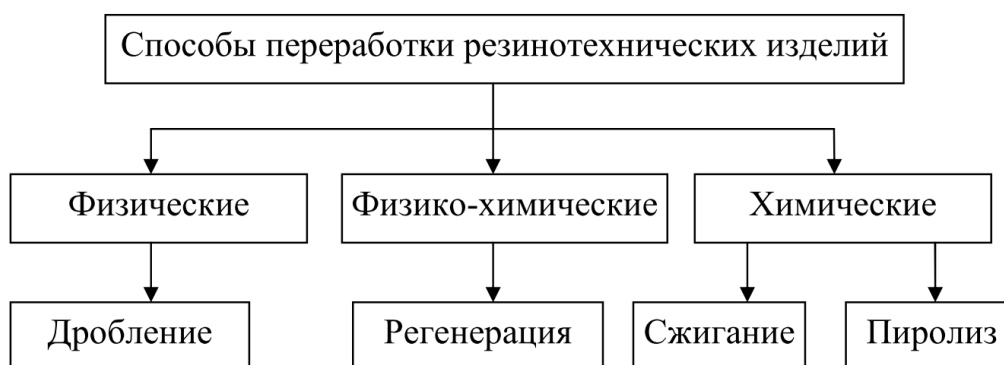 Способы переработки резинотехнических изделий
Физические
Физико-химические
Химические
Дробление
Регенерация
Сжигание
Пиролиз